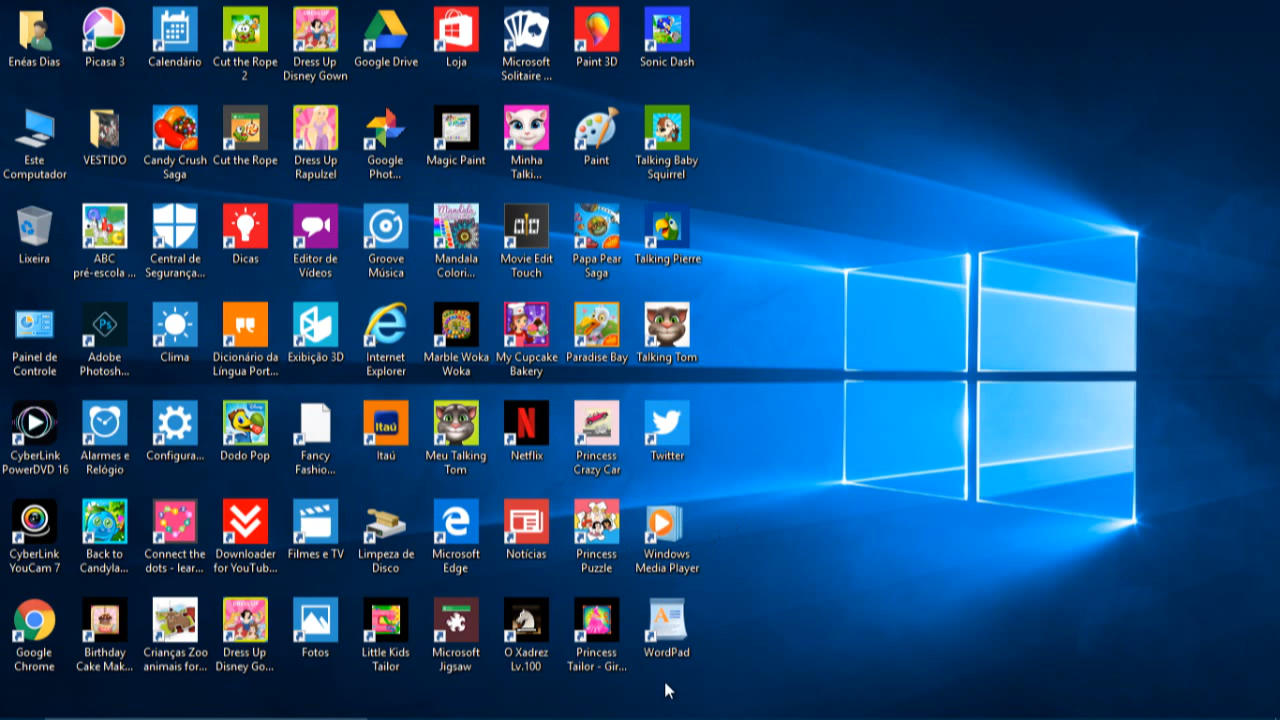 Enéas Dias
Picasa 3
Calendário
Cut the Rope
2
Dress Up
Disney Gown
Google Drive
Loja
Microsoft
Solitaire ...
Paint 3D
Sonic Dash
Este
Computador
VESTIDO
Candy Crush
Saga
Cut the Rope
Dress Up
Rapulzel
Google
Phot...
Magic Paint
Minha
Talki...
Paint
Talking Baby
Squirrel
Lixeira
ABC
pré-escola ...
Central de
Segurança...
Dicas
Editor de
Vídeos
Groove
Música
Mandala
Colori...
Movie Edit
Touch
Papa Pear
Saga
Talking Pierre
Painel de
Controle
Adobe
Photosh...
Clima
Dicionário da
Língua Port...
Exibição 3D
Internet
Explorer
Marble Woka
Woka
My Cupcake
Bakery
Paradise Bay
Talking Tom
CyberLink
PowerDVD 16
Alarmes e
Relógio
Configura...
Dodo Pop
Fancy
Fashio...
Itaú
Itaú
Meu Talking
Tom
Netflix
Princess
Crazy Car
Twitter
CyberLink
YouCam 7
Back to
Candyla...
Connect the
dots - lear...
Downloader
for YouTub...
Filmes e TV
Limpeza de
Disco
Microsoft
Edge
Notícias
Princess
Puzzle
Windows
Media Player
Google
Chrome
Birthday
Cake Mak...
Crianças Zoo
animais for...
Dress Up
Disney Go...
Fotos
Little Kids
Tailor
Microsoft
Jigsaw
O Xadrez
Lv.100
Princess
Tailor - Gir...
WordPad